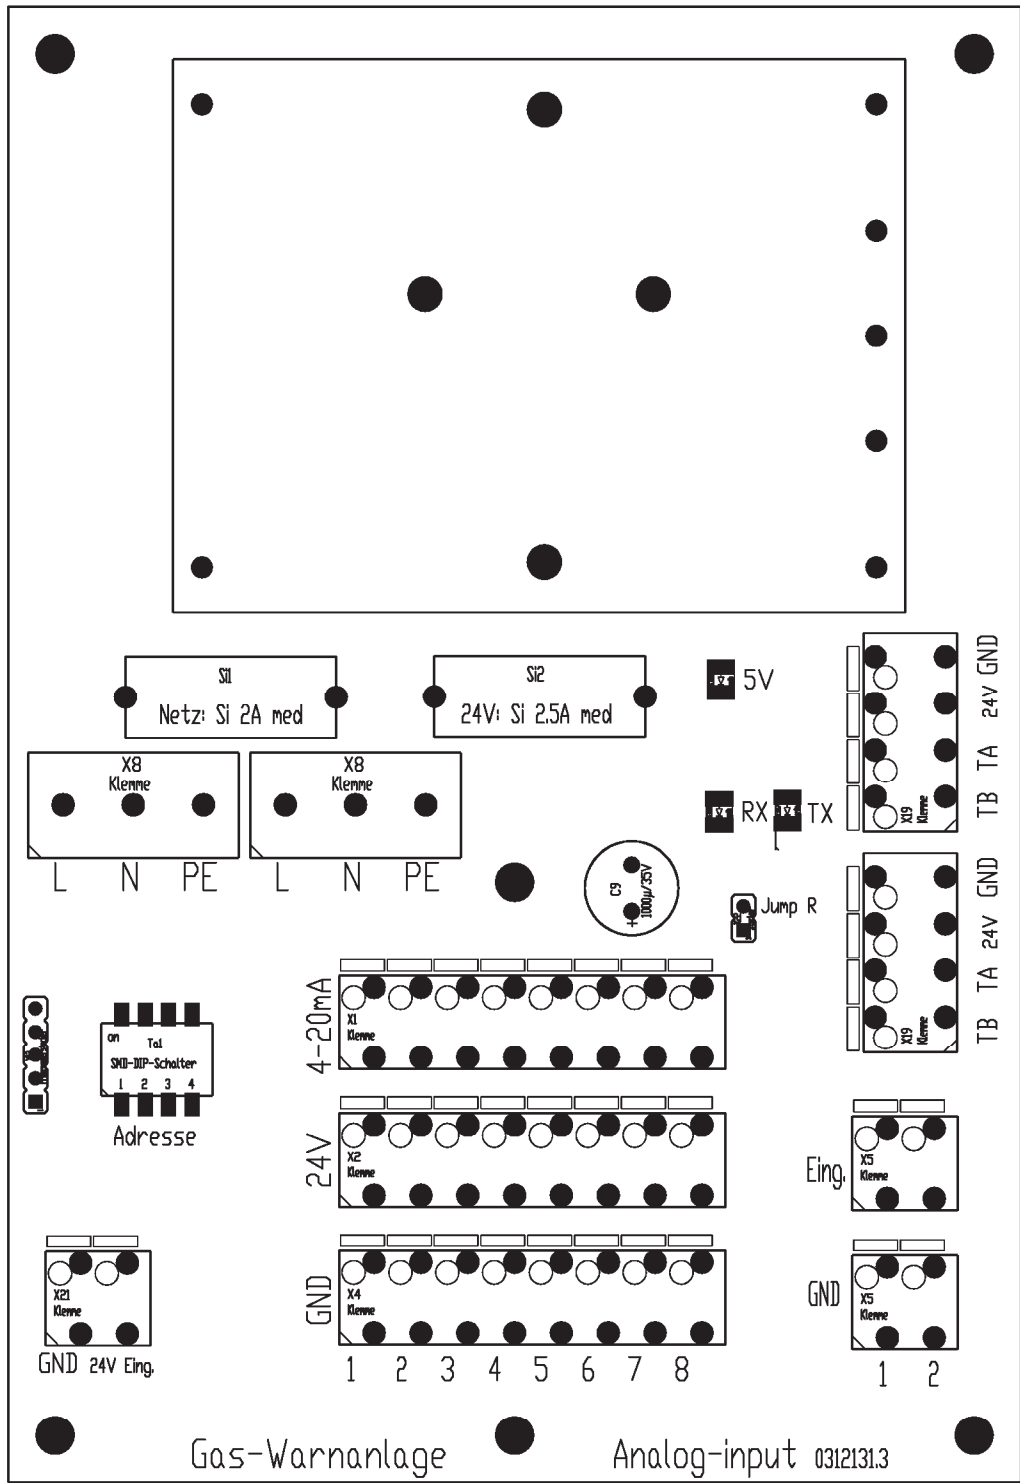 Si1
Netz: Si 2A med
Si2
24V: Si 2.5A med
5V
24V GND
TA
TB
X19
Klemme
X8
Klemme
L N PE
X8
Klemme
L N PE
RX
TX
C9
1000µ/35V
+
Jump R
GND
24V
TA
TB
X19
Klemme
4-20mA
X1
Klemme
ON
Ta1
SMD-DIP-Schalter
1 2 3 4
Adresse
24V
X2
Klemme
Eing.
X5
Klemme
X21
Klemme
GND 24V Eing.
GND
X4
Klemme
1 2 3 4 5 6 7 8
GND
X5
Klemme
1 2
Gas-Warnanlage Analog-input 0312131.3